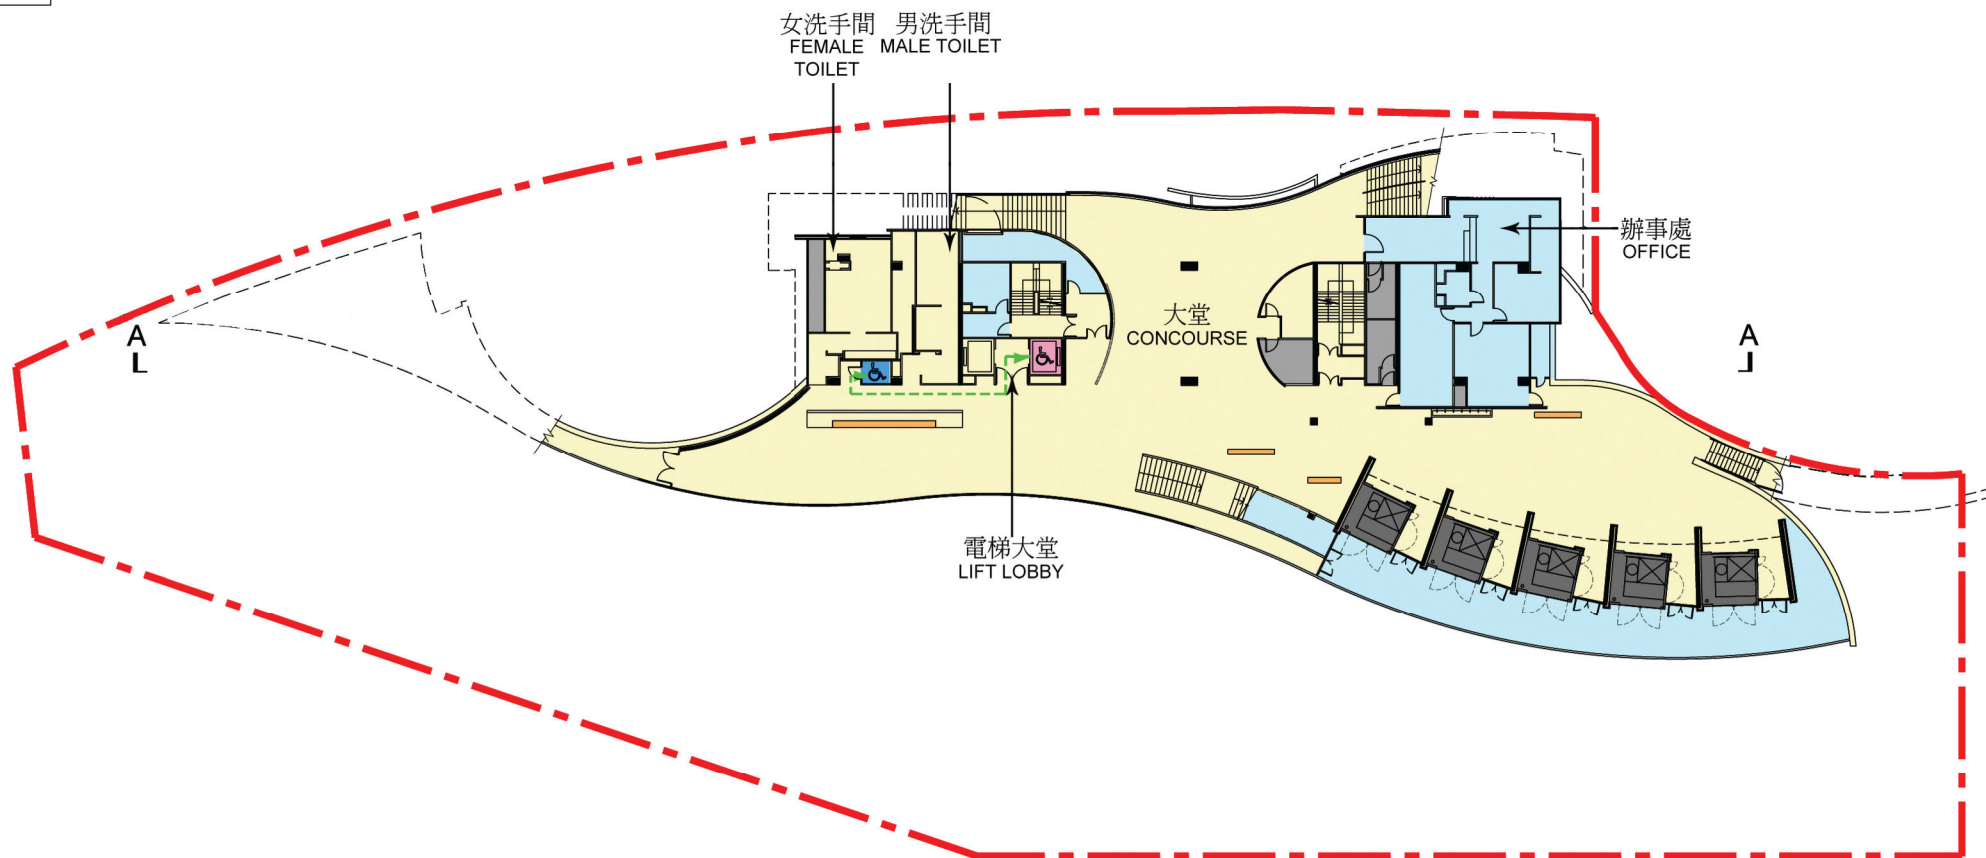 女洗手間
FEMALE
TOILET
男洗手間
MALE TOILET
辦事處
OFFICE
大堂
CONCOURSE
A
A
電梯大堂
LIFT LOBBY